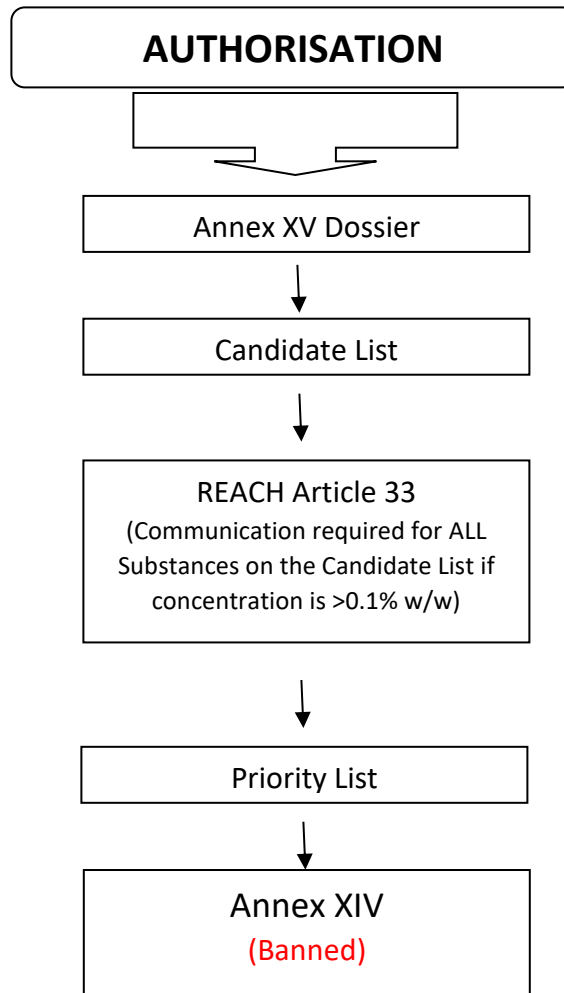 AUTHORISATION
Annex XV Dossier
Candidate List
REACH Article 33
(Communication required for ALL
Substances on the Candidate List if
concentration is >0.1% w/w)
Priority List
Annex XIV
(Banned)